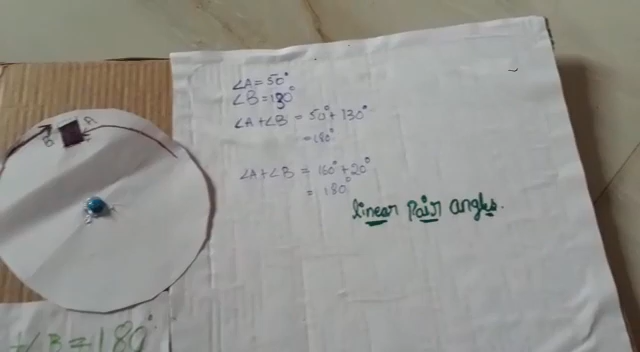 ∠A = 50°
∠B = 130°
∠A+∠B = 50°+130°
= 180°
∠A+∠B = 160°+20°
= 180°
linear pair angles.
B A
+∠B = 180°